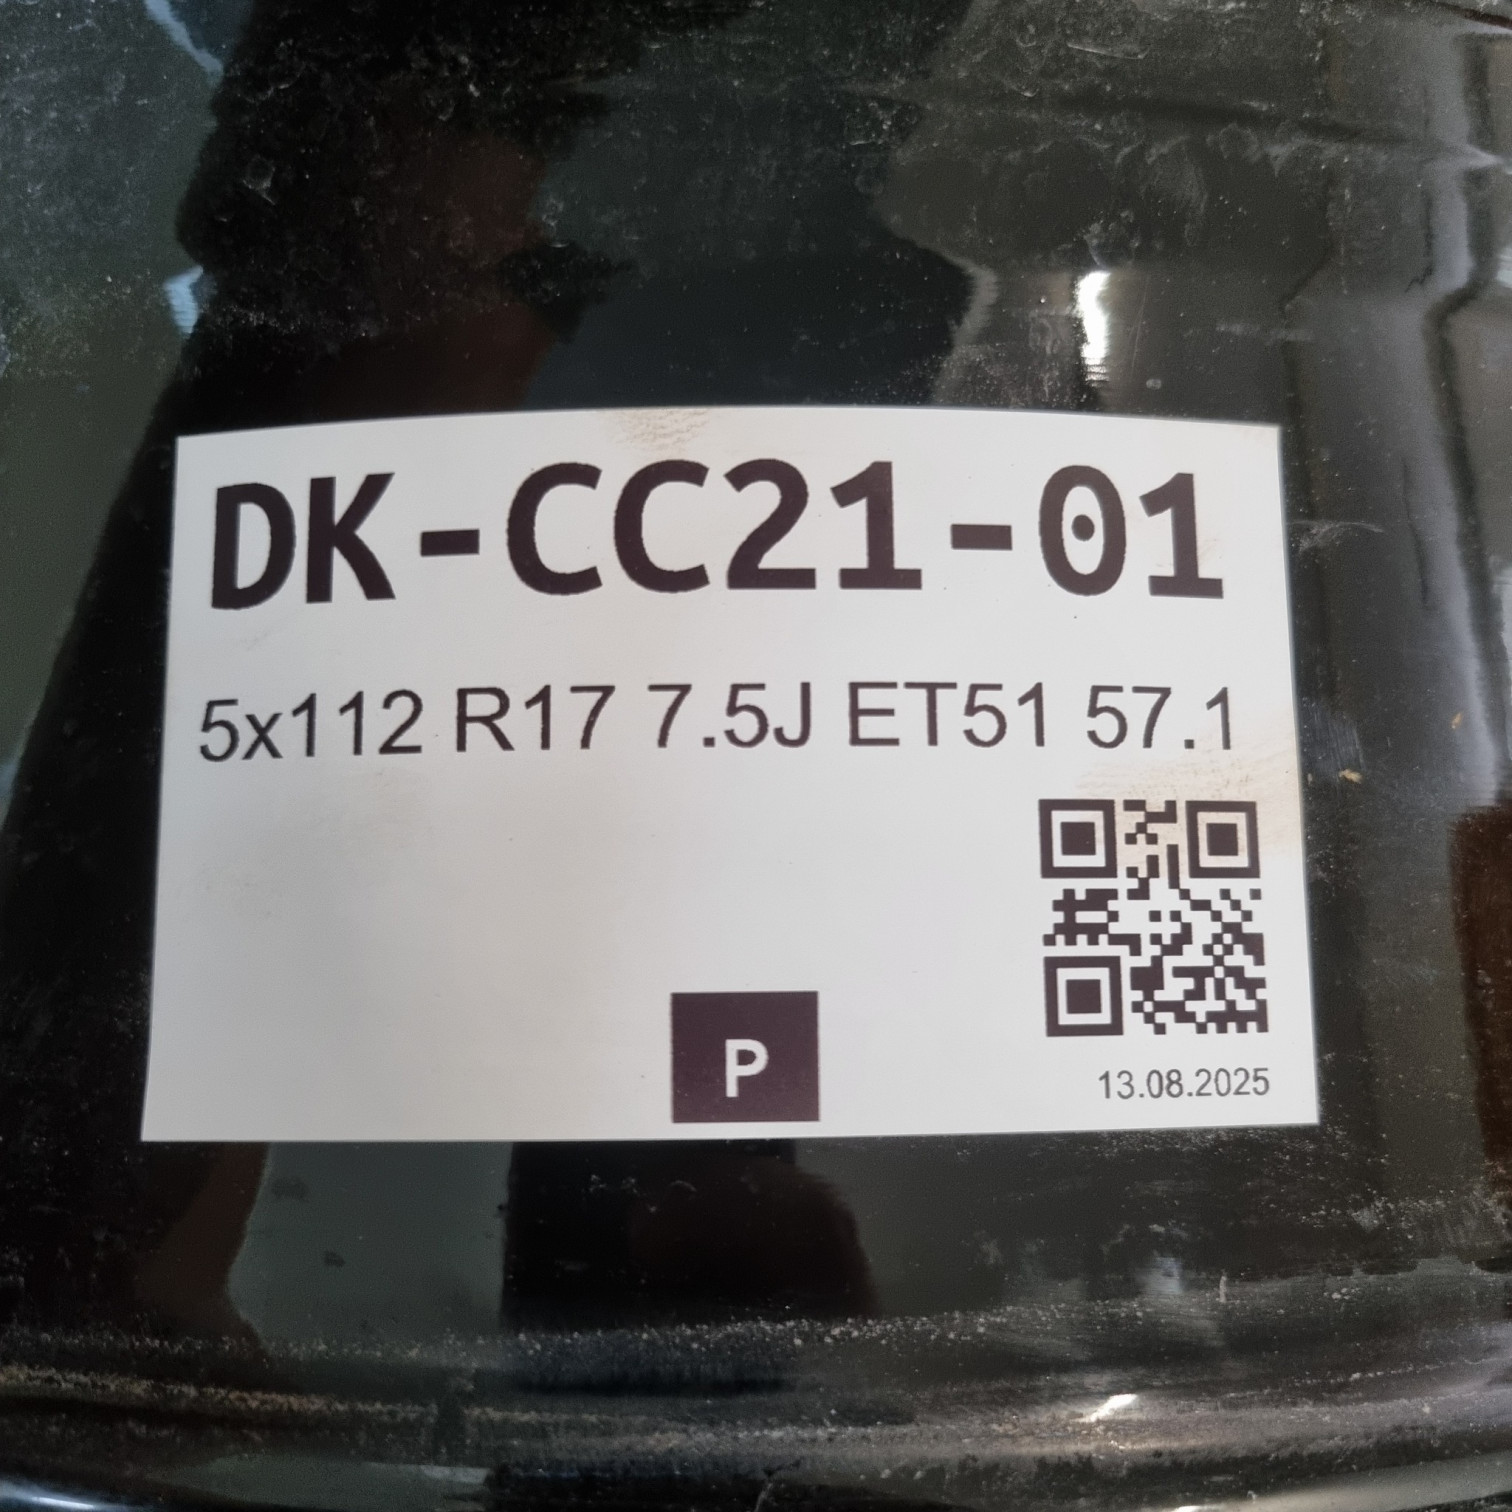 DK-CC21-01
5x112 R17 7.5J ET51 57.1
P
13.08.2025